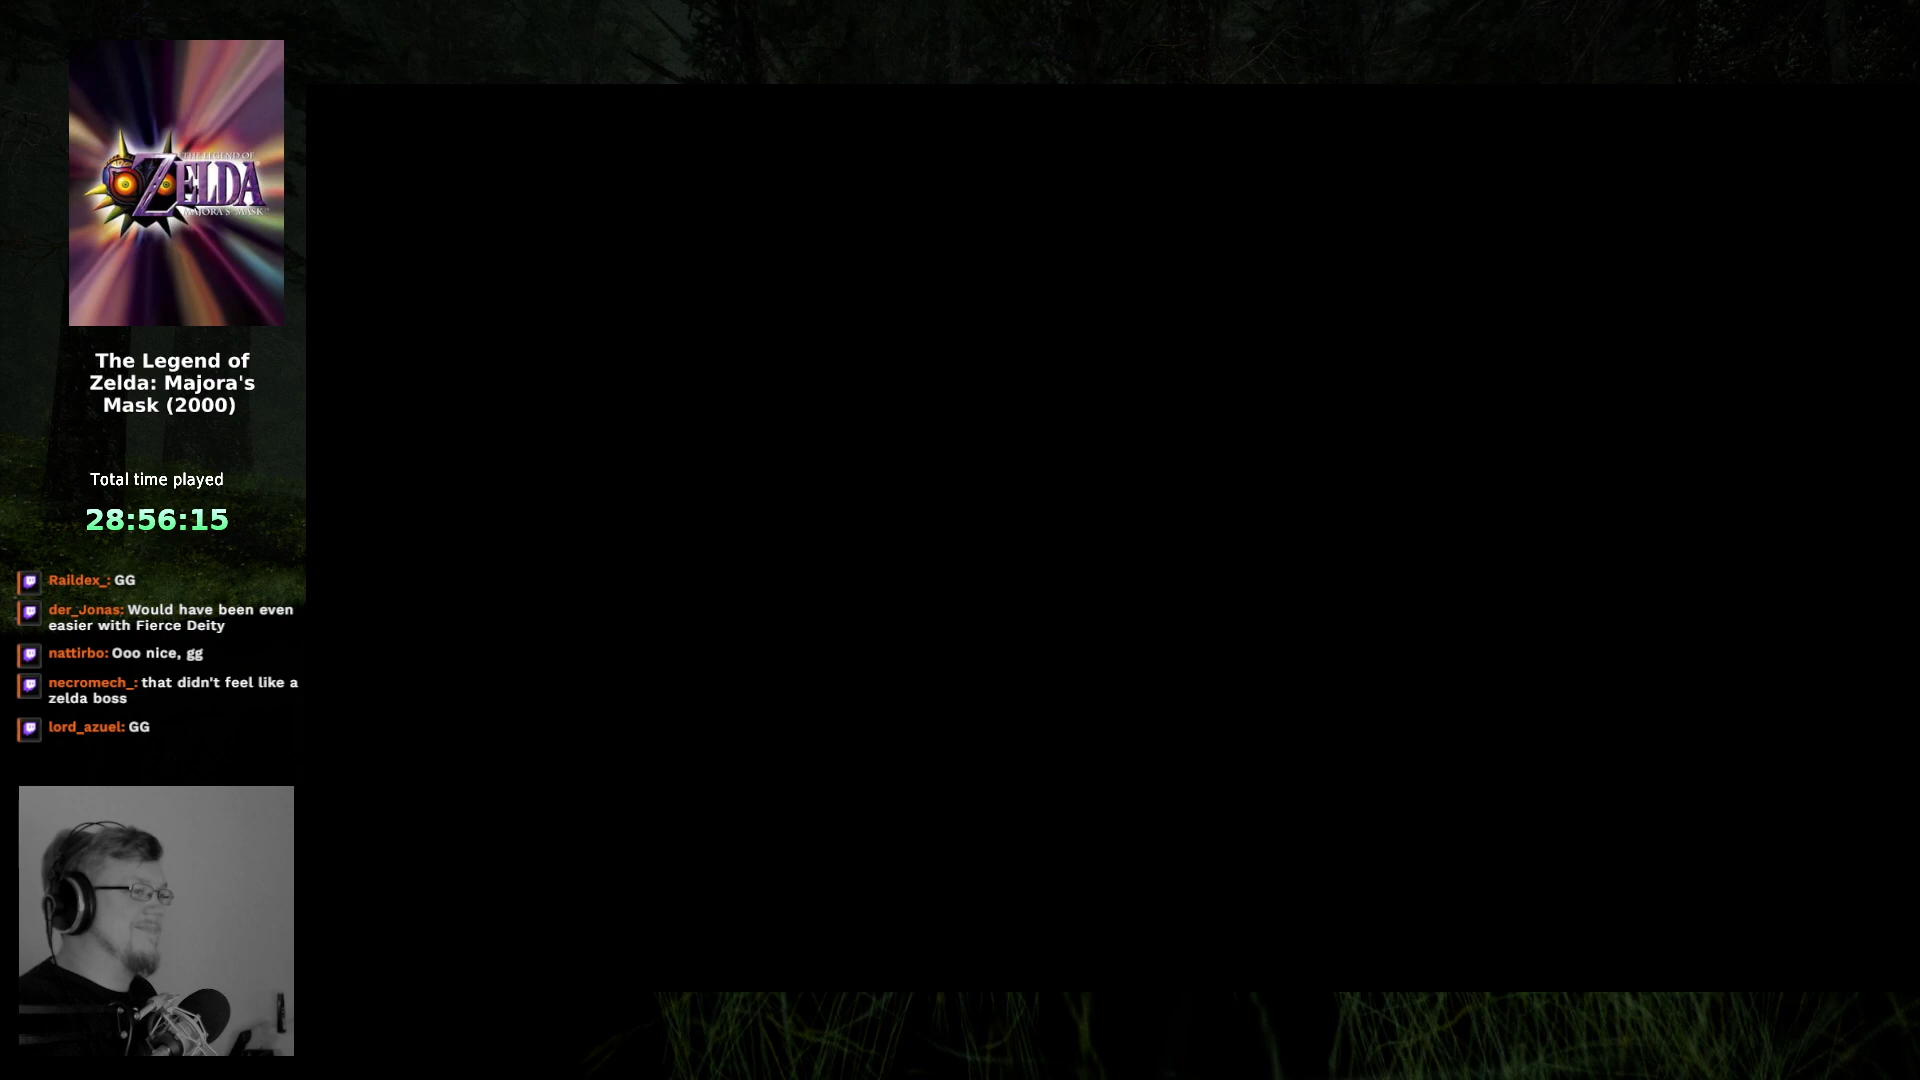 THE LEGEND OF
ZELDA
MAJORA'S MASK
The Legend of
Zelda: Majora's
Mask (2000)
Total time played
28:56:15
Raildex_: GG
der_Jonas: Would have been even
easier with Fierce Deity
nattirbo: Ooo nice, gg
necromech_: that didn't feel like a
zelda boss
lord_azuel: GG